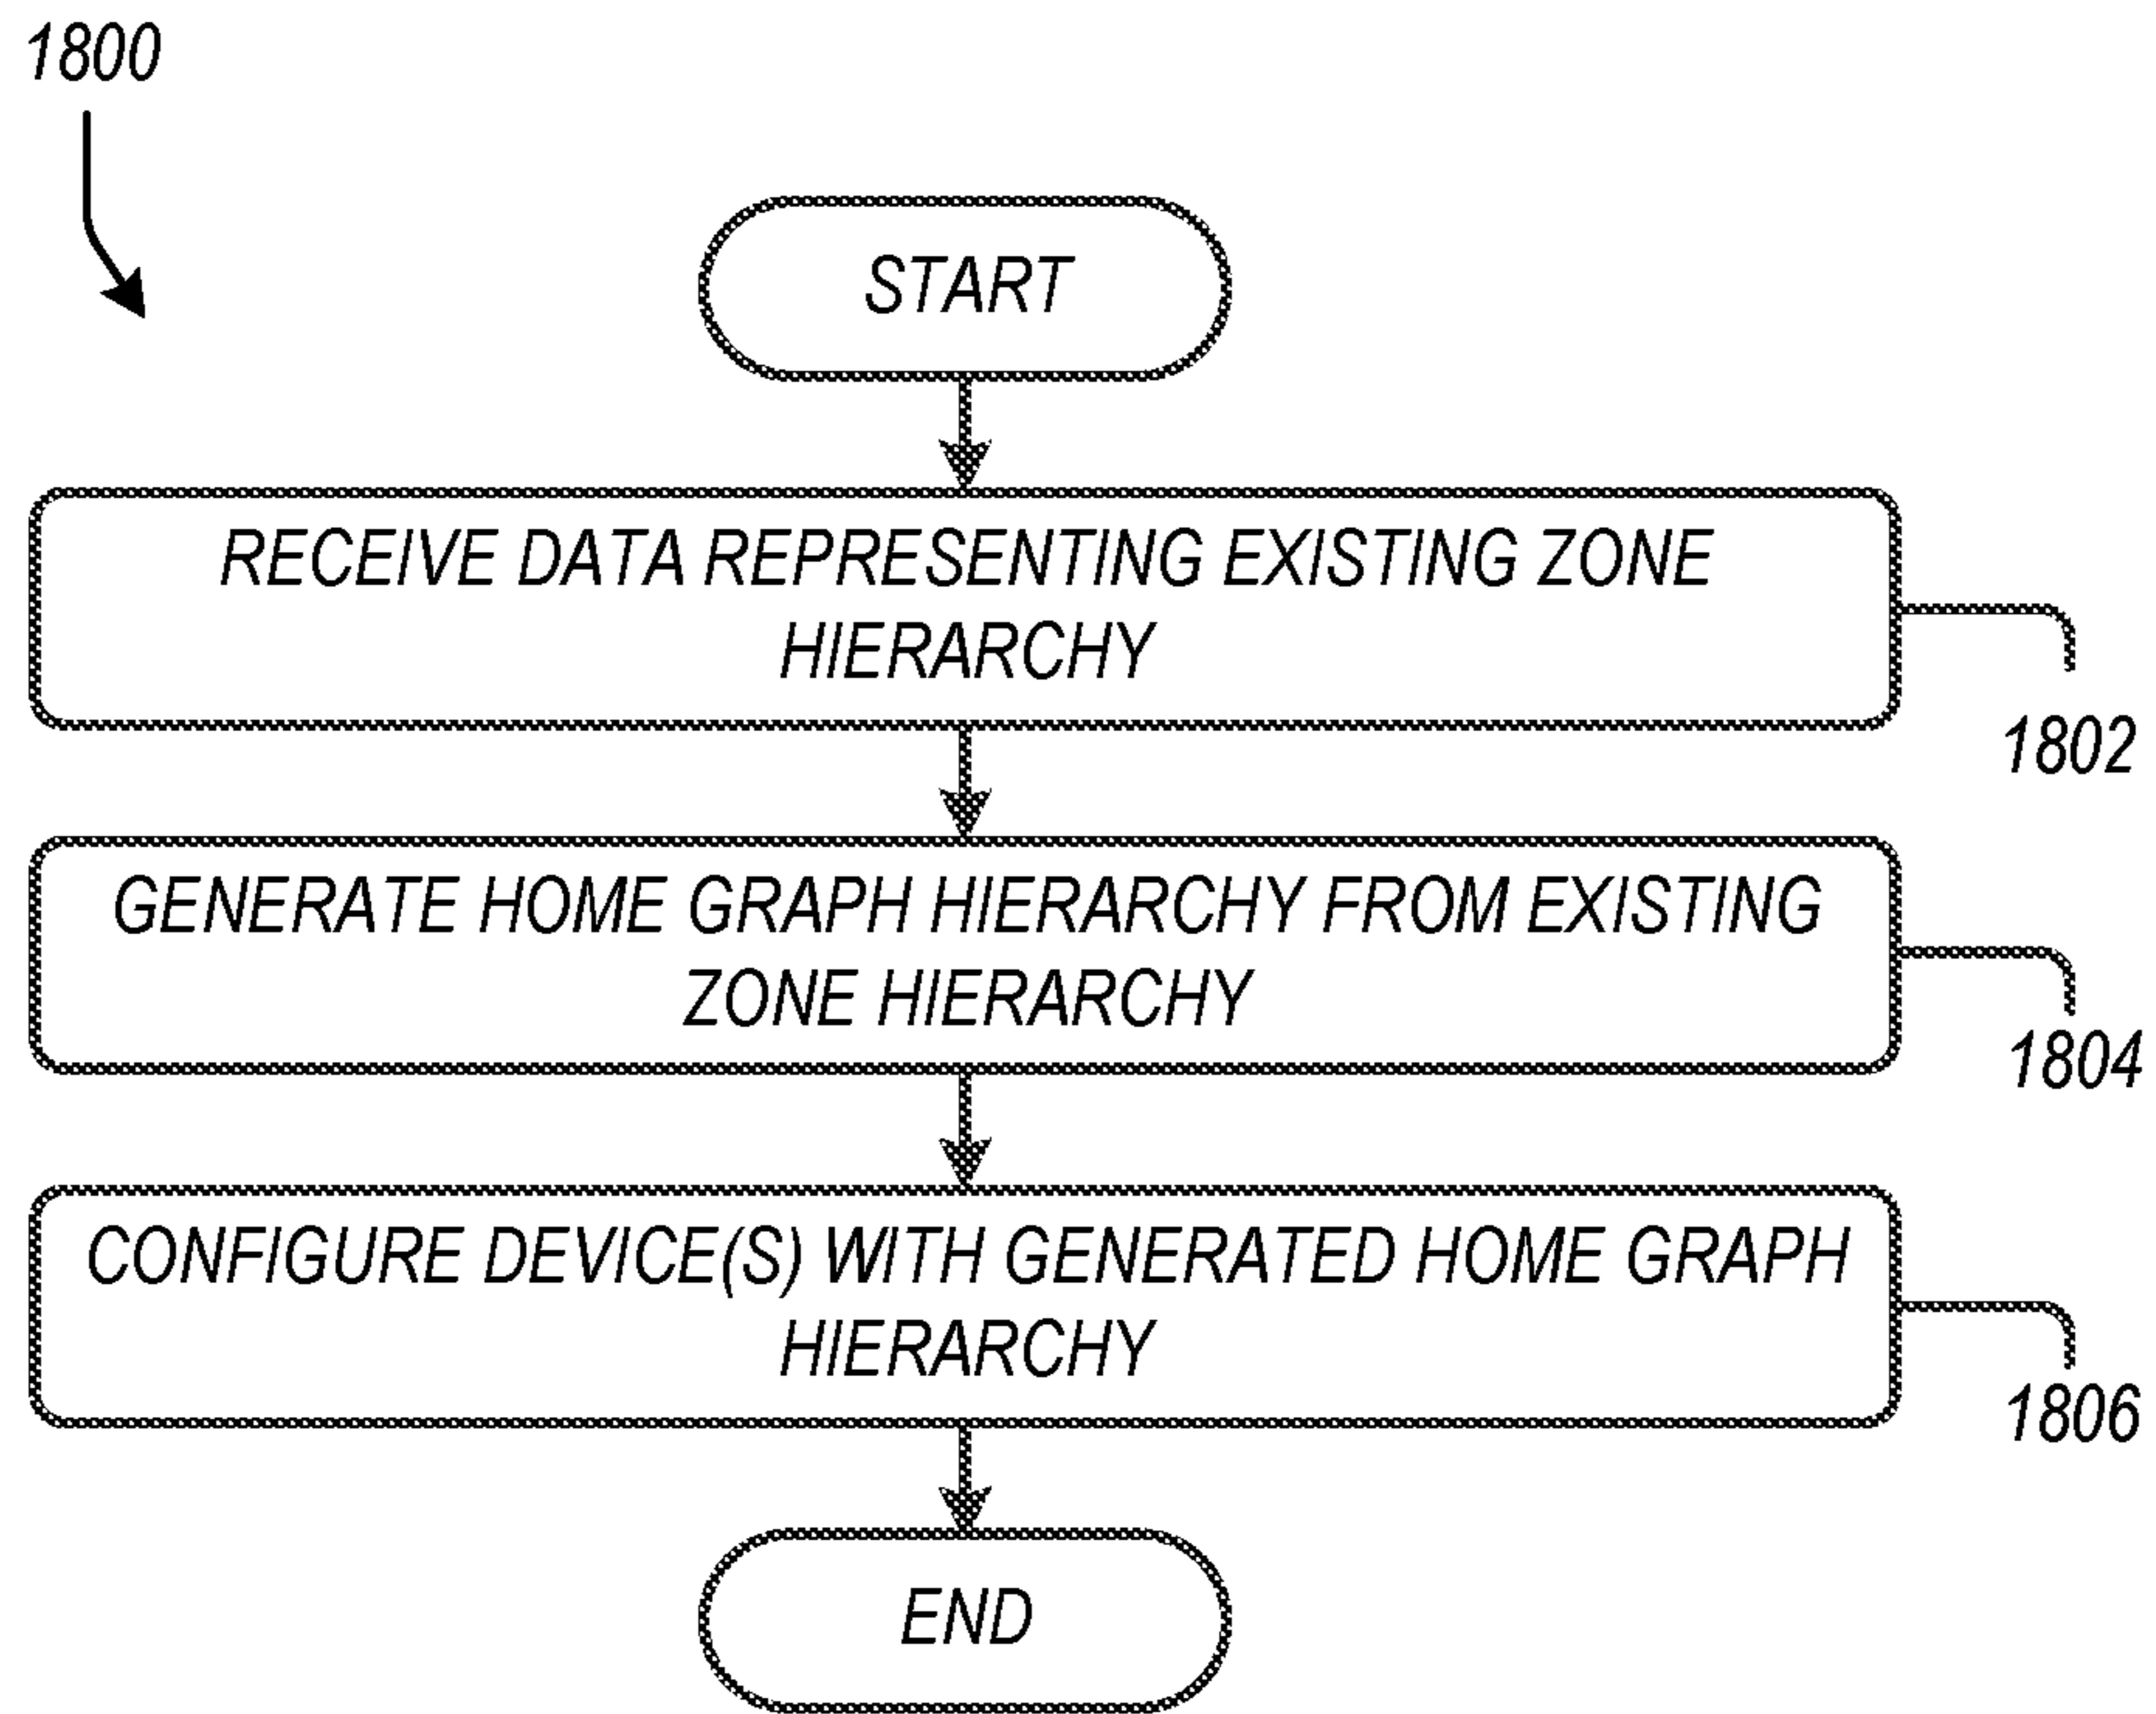 1800
START
RECEIVE DATA REPRESENTING EXISTING ZONE
HIERARCHY
1802
GENERATE HOME GRAPH HIERARCHY FROM EXISTING
ZONE HIERARCHY
1804
CONFIGURE DEVICE(S) WITH GENERATED HOME GRAPH
HIERARCHY
1806
END